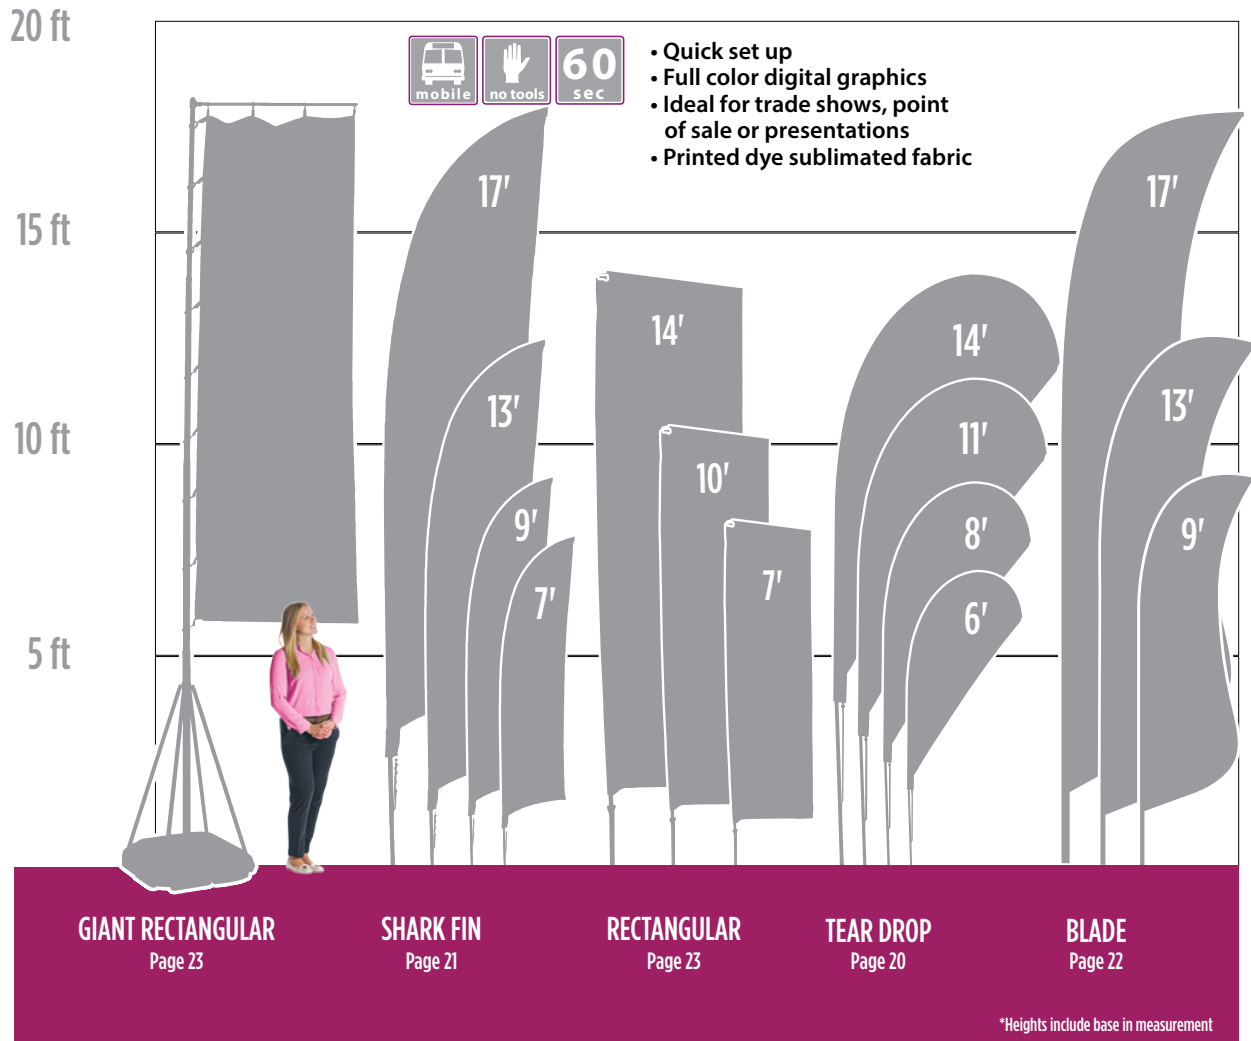 20 ft
15 ft
10 ft
5 ft
mobile
no tools
60
sec
• Quick set up
• Full color digital graphics
• Ideal for trade shows, point
of sale or presentations
• Printed dye sublimated fabric
17'
13'
9'
7'
14'
10'
7'
14'
11'
8'
6'
17'
13'
9'
GIANT RECTANGULAR
Page 23
SHARK FIN
Page 21
RECTANGULAR
Page 23
TEAR DROP
Page 20
BLADE
Page 22
*Heights include base in measurement